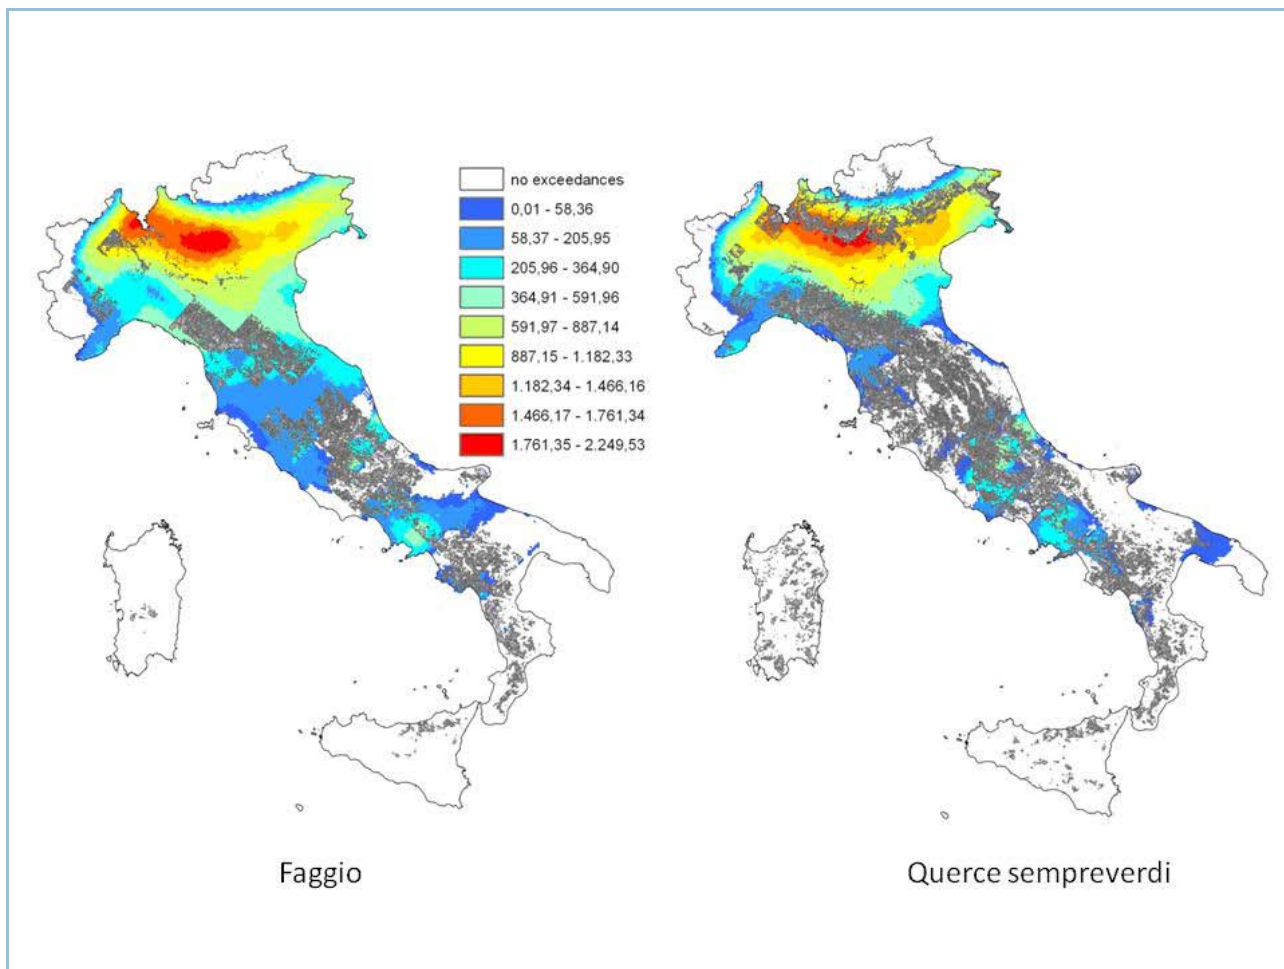 no exceedances
0,01 - 58,36
58,37 - 205,95
205,96 - 364,90
364,91 - 591,96
591,97 - 887,14
887,15 - 1.182,33
1.182,34 - 1.466,16
1.466,17 - 1.761,34
1.761,35 - 2.249,53
Faggio
Querce sempreverdi